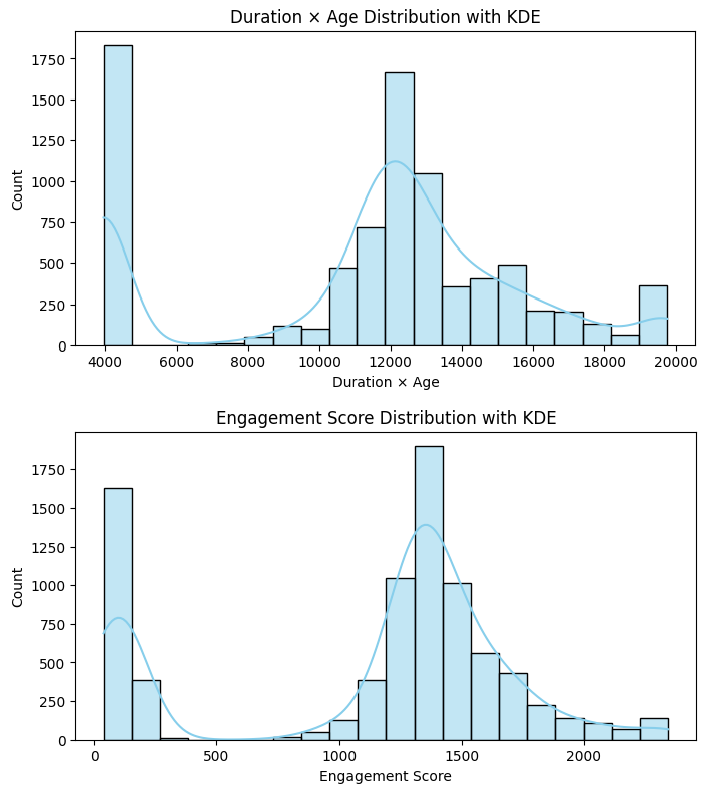 Duration × Age Distribution with KDE
Count
1750
1500
1250
1000
750
500
250
0
4000 6000 8000 10000 12000 14000 16000 18000 20000
Duration × Age
Engagement Score Distribution with KDE
Count
1750
1500
1250
1000
750
500
250
0
0 500 1000 1500 2000
Engagement Score